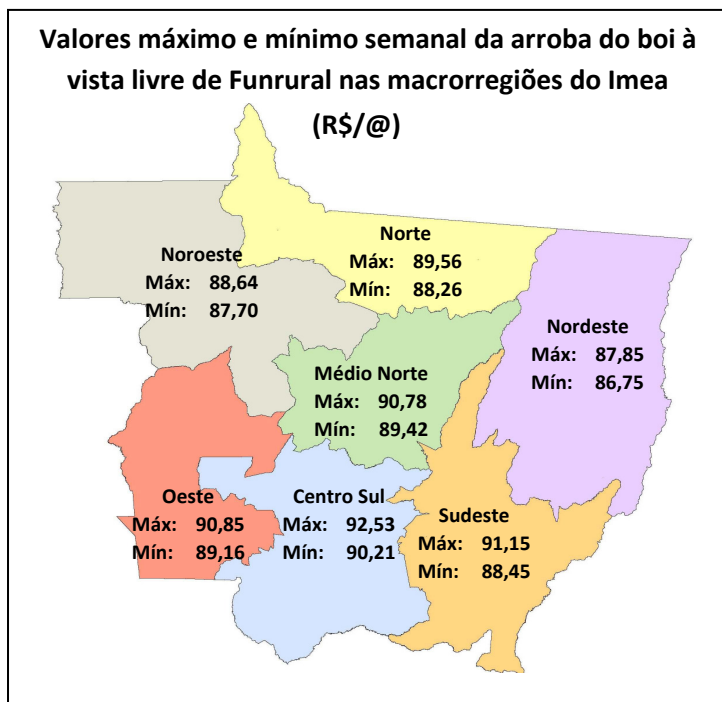 Valores máximo e mínimo semanal da arroba do boi à
vista livre de Funrural nas macrorregiões do Imea
(R$/@)
Norte
Máx: 89,56
Mín: 88,26
Noroeste
Máx: 88,64
Mín: 87,70
Nordeste
Máx: 87,85
Mín: 86,75
Médio Norte
Máx: 90,78
Mín: 89,42
Oeste
Máx: 90,85
Mín: 89,16
Centro Sul
Máx: 92,53
Mín: 90,21
Sudeste
Máx: 91,15
Mín: 88,45